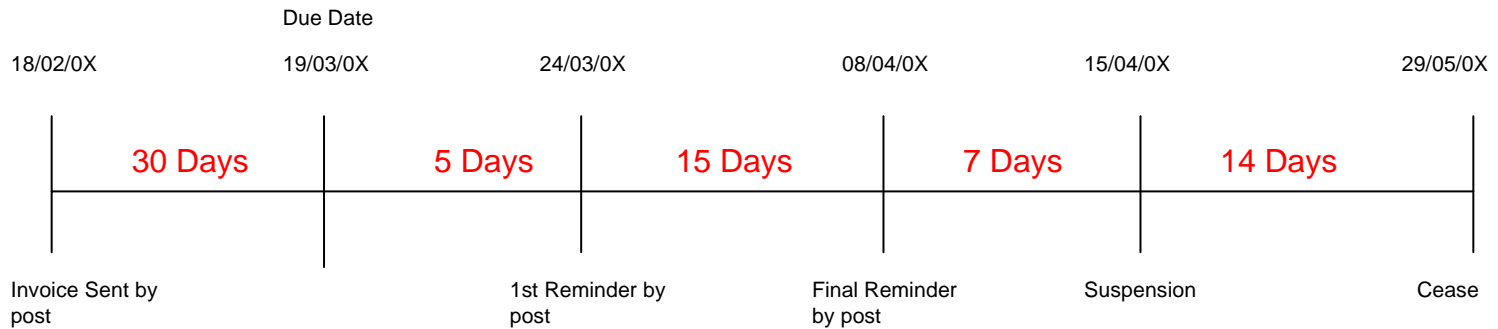 Due Date
18/02/0X 19/03/0X 24/03/0X 08/04/0X 15/04/0X 29/05/0X
30 Days 5 Days 15 Days 7 Days 14 Days
Invoice Sent by
post
1st Reminder by
post
Final Reminder
by post
Suspension
Cease